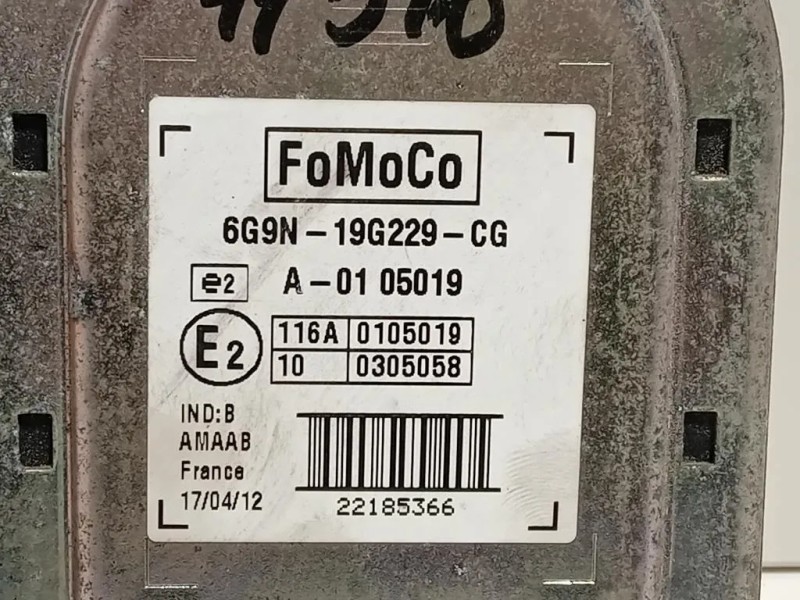 FoMoCo
6G9N-19G229-CG
e2 A-01 05019
E2 116A 0105019
10 0305058
IND:B
AMAAB
France
17/04/12
22185366